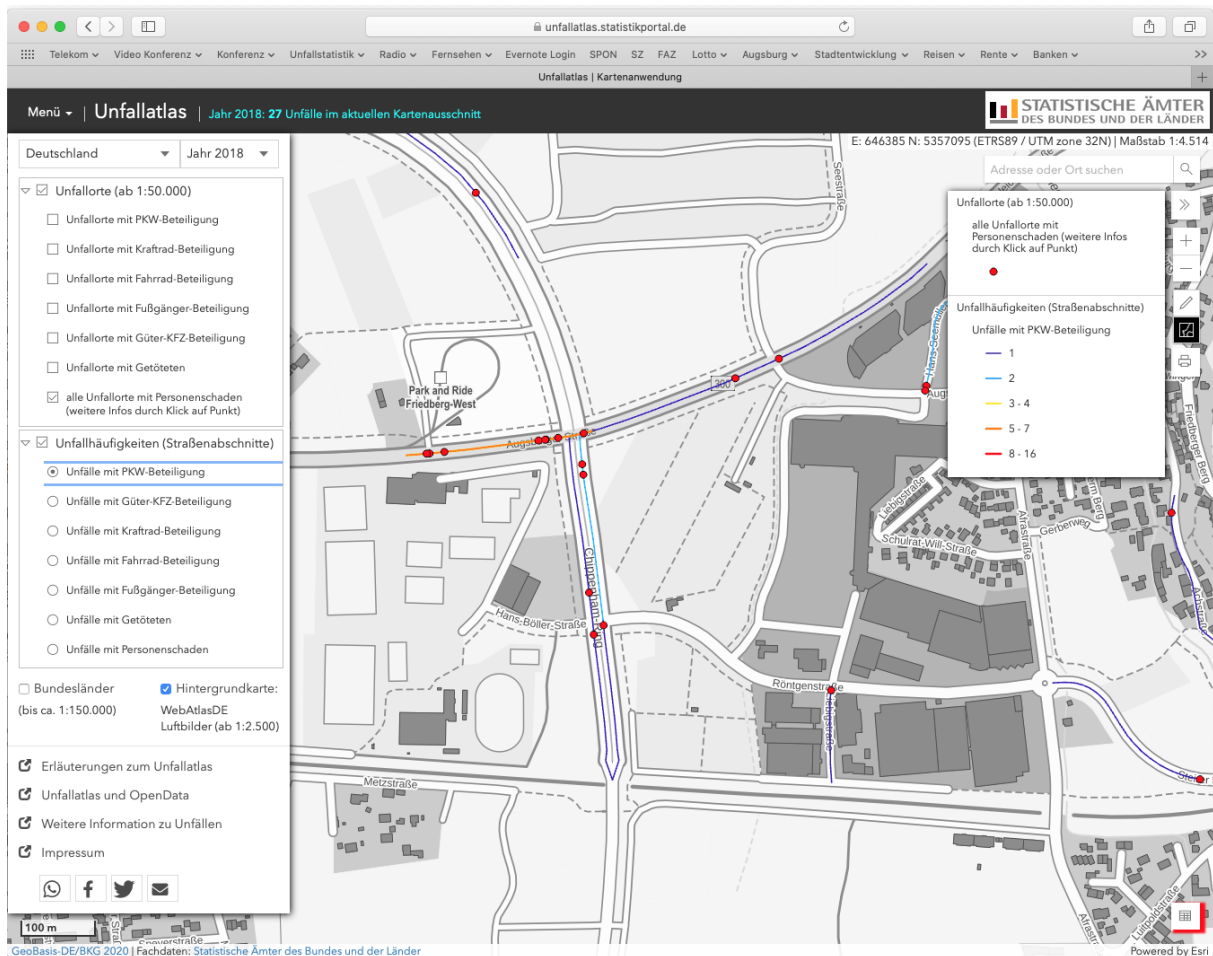 unfallatlas.statistikportal.de
Telekom Video Konferenz Konferenz Unfallstatistik Radio Fernsehen Evernote Login SPON SZ FAZ Lotto Augsburg Stadtentwicklung Reisen Rente Banken >>
Unfallatlas | Kartenanwendung
Menü | Unfallatlas | Jahr 2018: 27 Unfälle im aktuellen Kartenausschnitt
STATISTISCHE ÄMTER
DES BUNDES UND DER LÄNDER
E: 646385 N: 5357095 (ETRS89 / UTM zone 32N) | Maßstab 1:4.514
Deutschland
Jahr 2018
Unfallorte (ab 1:50.000)
Unfallorte mit PKW-Beteiligung
Unfallorte mit Kraftrad-Beteiligung
Unfallorte mit Fahrrad-Beteiligung
Unfallorte mit Fußgänger-Beteiligung
Unfallorte mit Güter-KFZ-Beteiligung
Unfallorte mit Getöteten
alle Unfallorte mit Personenschaden
(weitere Infos durch Klick auf Punkt)
Unfallhäufigkeiten (Straßenabschnitte)
Unfälle mit PKW-Beteiligung
Unfälle mit Güter-KFZ-Beteiligung
Unfälle mit Kraftrad-Beteiligung
Unfälle mit Fahrrad-Beteiligung
Unfälle mit Fußgänger-Beteiligung
Unfälle mit Getöteten
Unfälle mit Personenschaden
Bundesländer
(bis ca. 1:150.000)
Hintergrundkarte:
WebAtlasDE
Luftbilder (ab 1:2.500)
Erläuterungen zum Unfallatlas
Unfallatlas und OpenData
Weitere Information zu Unfällen
Impressum
100 m
Adresse oder Ort suchen
Unfallorte (ab 1:50.000)
alle Unfallorte mit
Personenschaden (weitere Infos
durch Klick auf Punkt)
Unfallhäufigkeiten (Straßenabschnitte)
Unfälle mit PKW-Beteiligung
1
2
3 - 4
5 - 7
8 - 16
Seestraße
Park and Ride
Friedberg-West
300
Chippenham-Ring
Hans-Böller-Straße
Röntgenstraße
Liebigstraße
Liebigstraße
Schulrat-Will-Straße
Afrastraße
Gerberweg
Friedberger Berg
Achstraße
Metzstraße
Luitpoldstraße
Speyerstraße
GeoBasis-DE/BKG 2020 | Fachdaten: Statistische Ämter des Bundes und der Länder
Powered by Esri